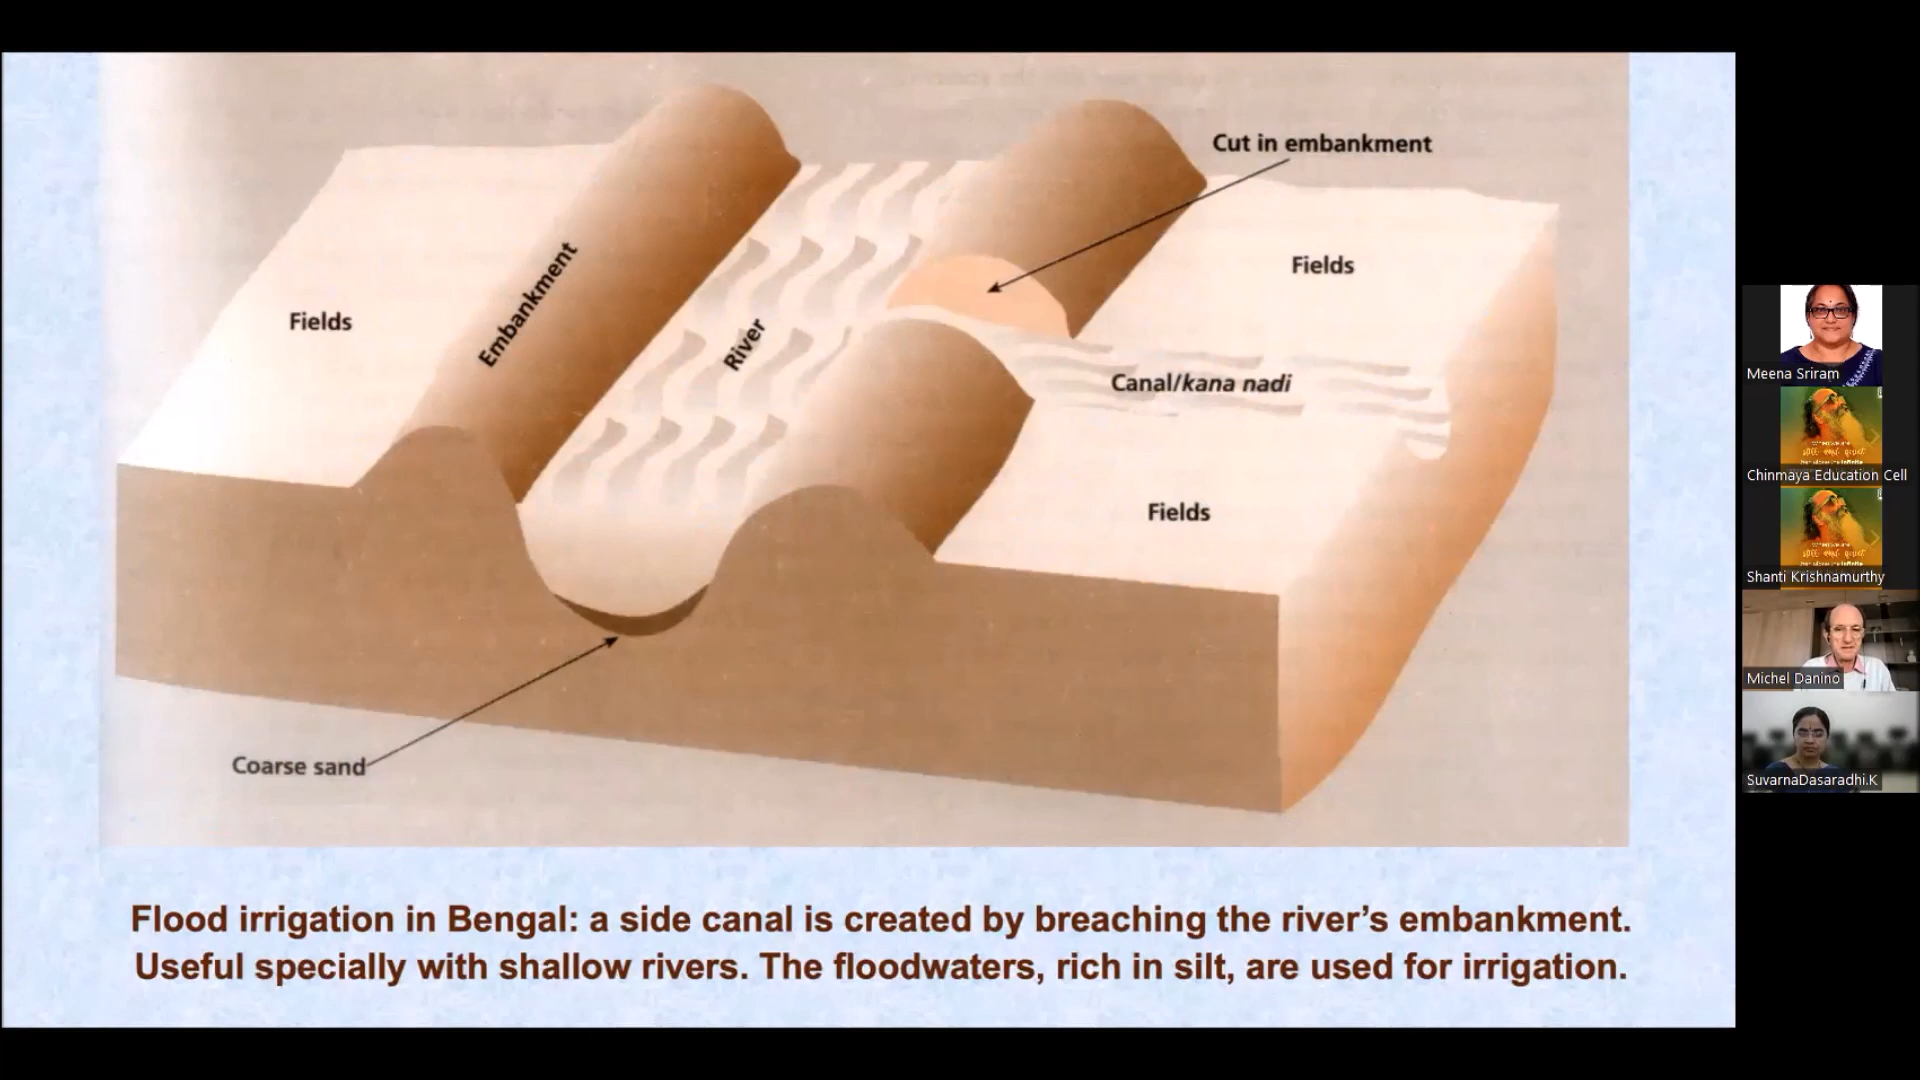 Cut in embankment
Fields
Fields
Embankment
River
Canal/kana nadi
Fields
Coarse sand
Flood irrigation in Bengal: a side canal is created by breaching the river’s embankment.
Useful specially with shallow rivers. The floodwaters, rich in silt, are used for irrigation.
Meena Sriram
Chinmaya Education Cell
Shanti Krishnamurthy
Michel Danino
SuvarnaDasaradhi.K